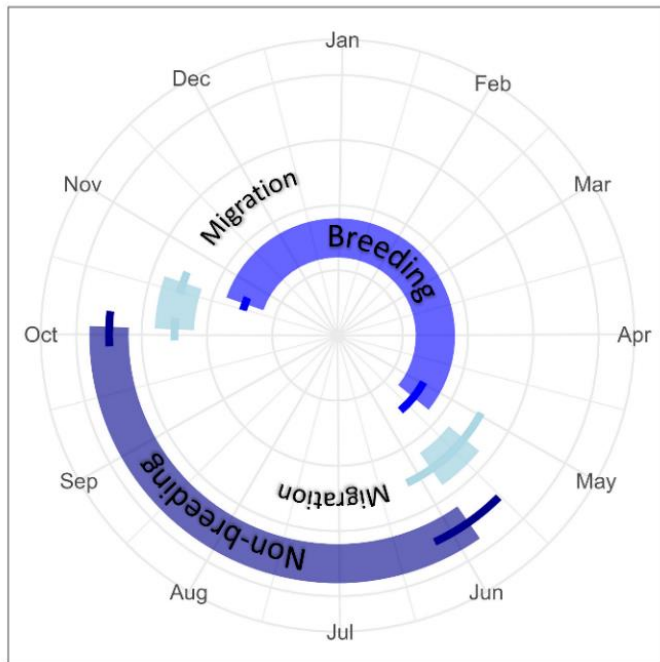 Jan
Feb
Mar
Apr
May
Jun
Jul
Aug
Sep
Oct
Nov
Dec
Migration
Breeding
Migration
Non-breeding